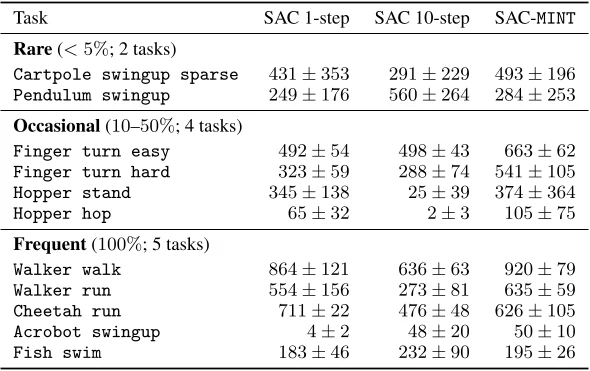 Task SAC 1-step SAC 10-step SAC-MINT
Rare (< 5%; 2 tasks)
Cartpole swingup sparse 431 ± 353 291 ± 229 493 ± 196
Pendulum swingup 249 ± 176 560 ± 264 284 ± 253
Occasional (10–50%; 4 tasks)
Finger turn easy 492 ± 54 498 ± 43 663 ± 62
Finger turn hard 323 ± 59 288 ± 74 541 ± 105
Hopper stand 345 ± 138 25 ± 39 374 ± 364
Hopper hop 65 ± 32 2 ± 3 105 ± 75
Frequent (100%; 5 tasks)
Walker walk 864 ± 121 636 ± 63 920 ± 79
Walker run 554 ± 156 273 ± 81 635 ± 59
Cheetah run 711 ± 22 476 ± 48 626 ± 105
Acrobot swingup 4 ± 2 48 ± 20 50 ± 10
Fish swim 183 ± 46 232 ± 90 195 ± 26